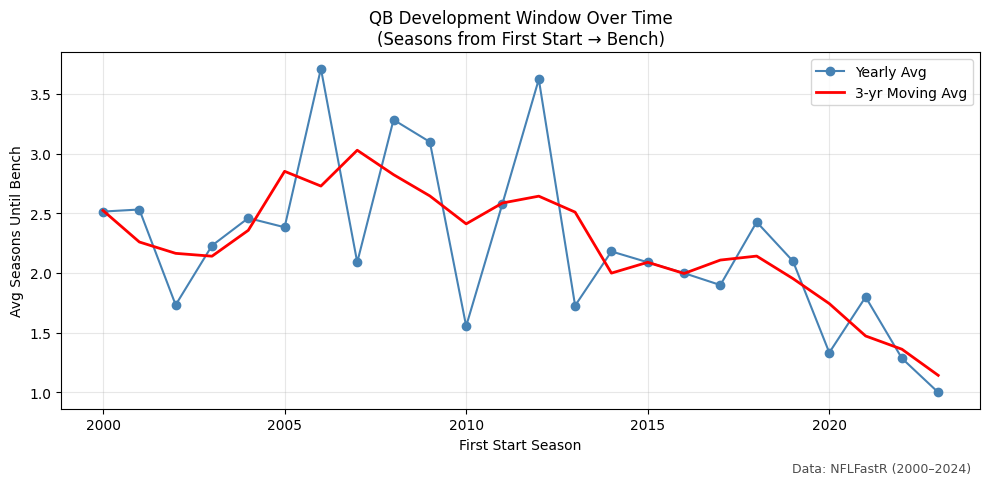 QB Development Window Over Time
(Seasons from First Start → Bench)
Yearly Avg
3-yr Moving Avg
Avg Seasons Until Bench
3.5
3.0
2.5
2.0
1.5
1.0
2000
2005
2010
2015
2020
First Start Season
Data: NFLFastR (2000–2024)